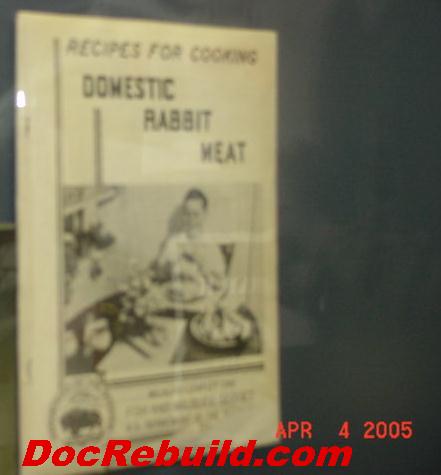 RECIPES FOR COOKING
DOMESTIC
RABBIT
MEAT
APR 4 2005
DocRebuild.com